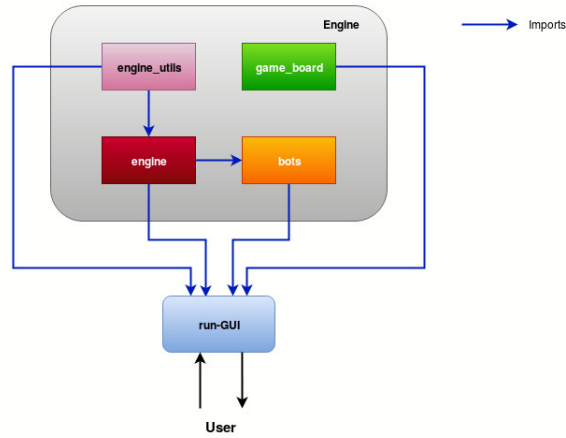 Engine
Imports
engine_utils
game_board
engine
bots
run-GUI
User